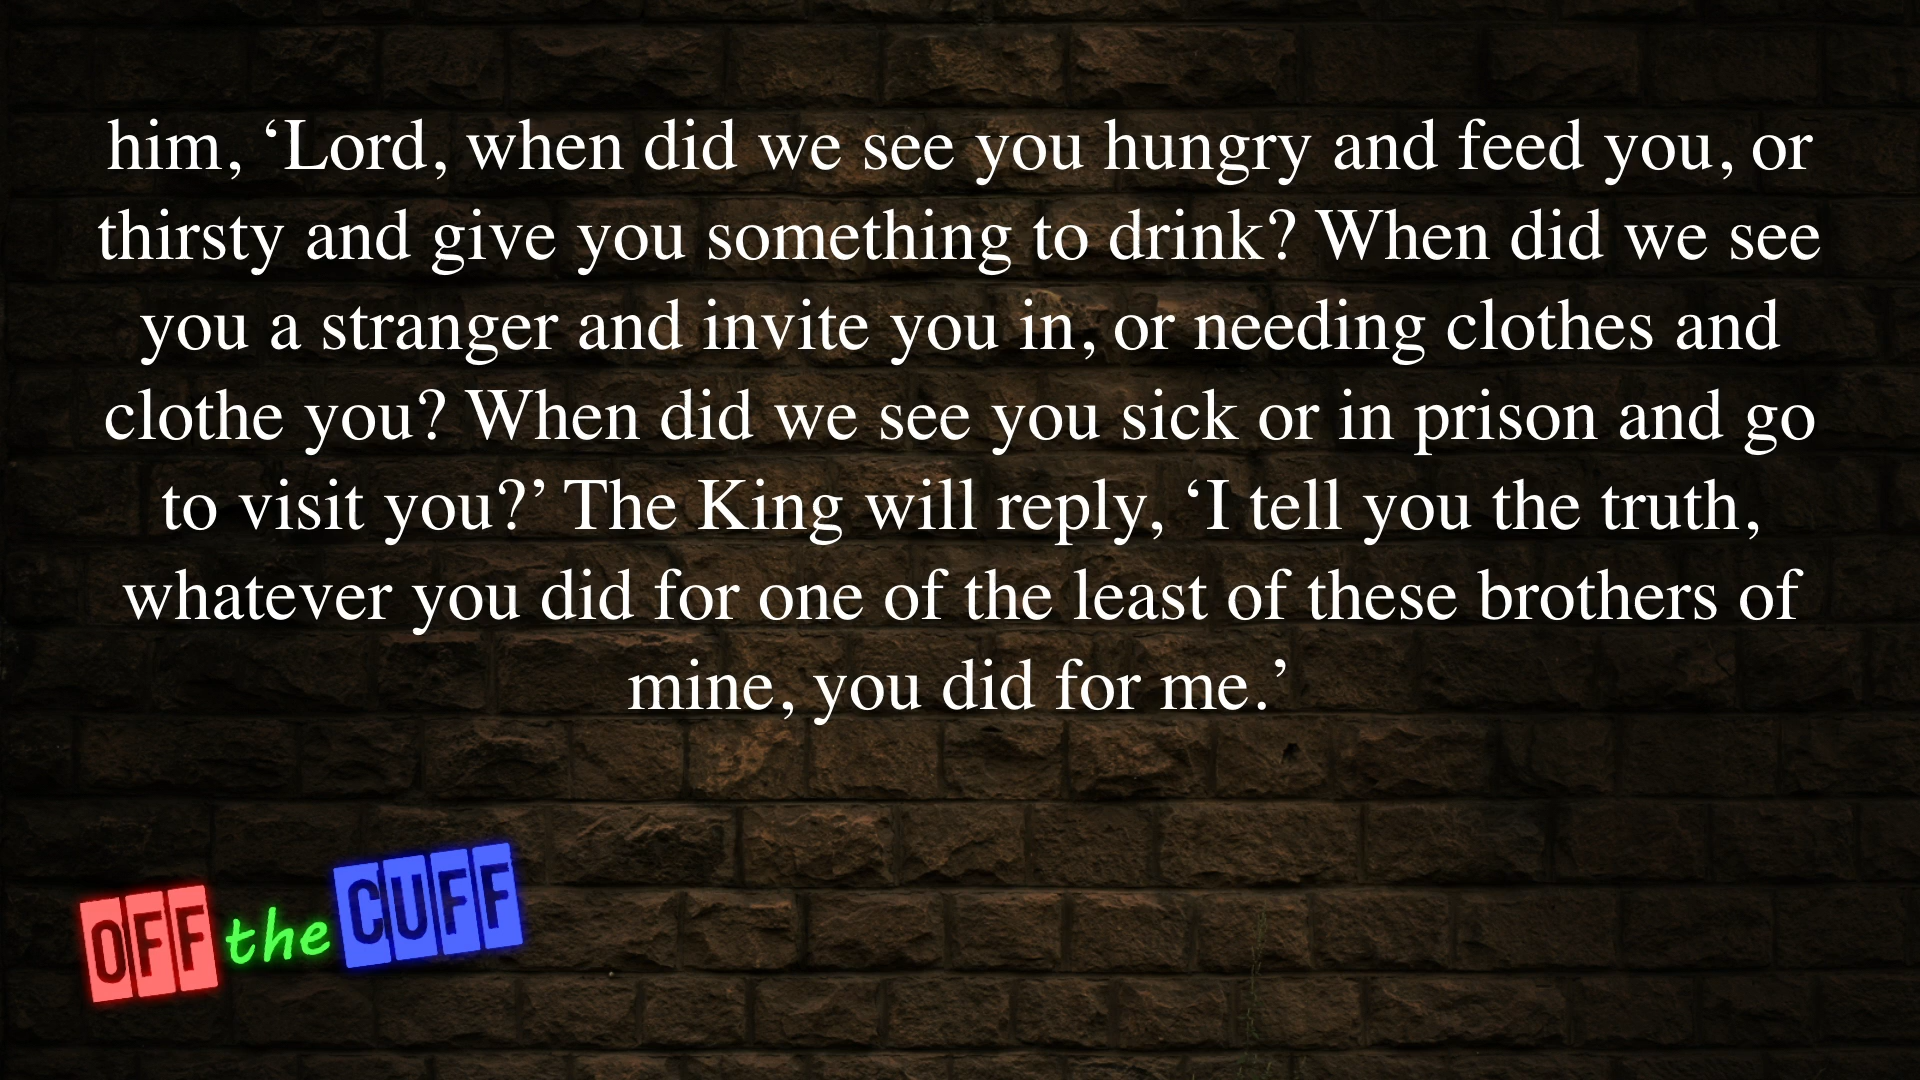 him, ‘Lord, when did we see you hungry and feed you, or
thirsty and give you something to drink? When did we see
you a stranger and invite you in, or needing clothes and
clothe you? When did we see you sick or in prison and go
to visit you?’ The King will reply, ‘I tell you the truth,
whatever you did for one of the least of these brothers of
mine, you did for me.’
OFF the CUFF